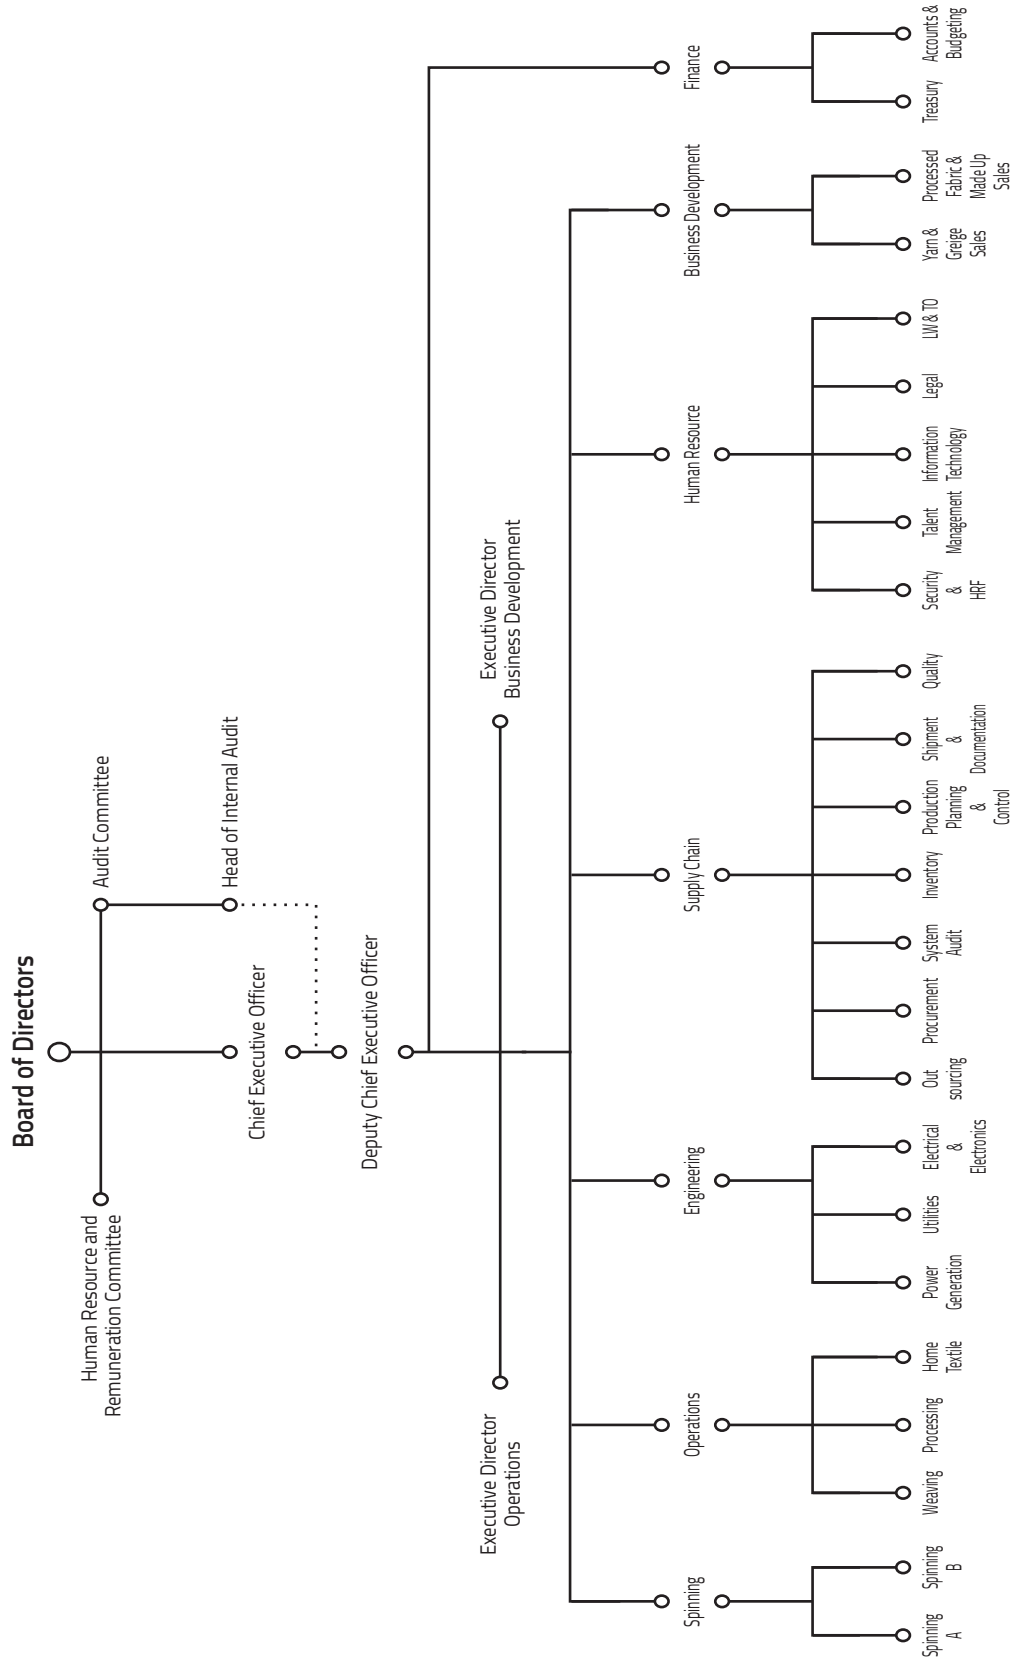 Board of Directors
Human Resource and
Remuneration Committee
Audit Committee
Chief Executive Officer
Head of Internal Audit
Deputy Chief Executive Officer
Executive Director
Operations
Executive Director
Business Development
Spinning
Operations
Engineering
Supply Chain
Human Resource
Business Development
Finance
Spinning
A
Spinning
B
Weaving
Processing
Home
Textile
Power
Generation
Utilities
Electrical
&
Electronics
Out
sourcing
Procurement
System
Audit
Inventory
Production
Planning
&
Control
Shipment
&
Documentation
Quality
Security
&
HRF
Talent
Management
Information
Technology
Legal
LW & TO
Yarn &
Greige
Sales
Processed
Fabric &
Made Up
Sales
Treasury
Accounts &
Budgeting